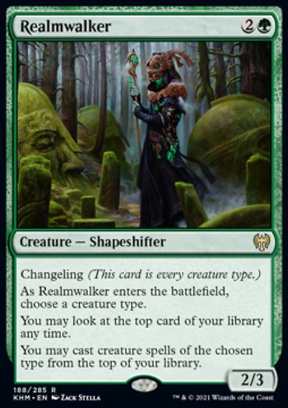 Realmwalker 2
Creature — Shapeshifter
Changeling (This card is every creature type.)
As Realmwalker enters the battlefield,
choose a creature type.
You may look at the top card of your library
any time.
You may cast creature spells of the chosen
type from the top of your library.
188/285 R
KHM • EN ZACK STELLA
™ & © 2021 Wizards of the Coast
2/3